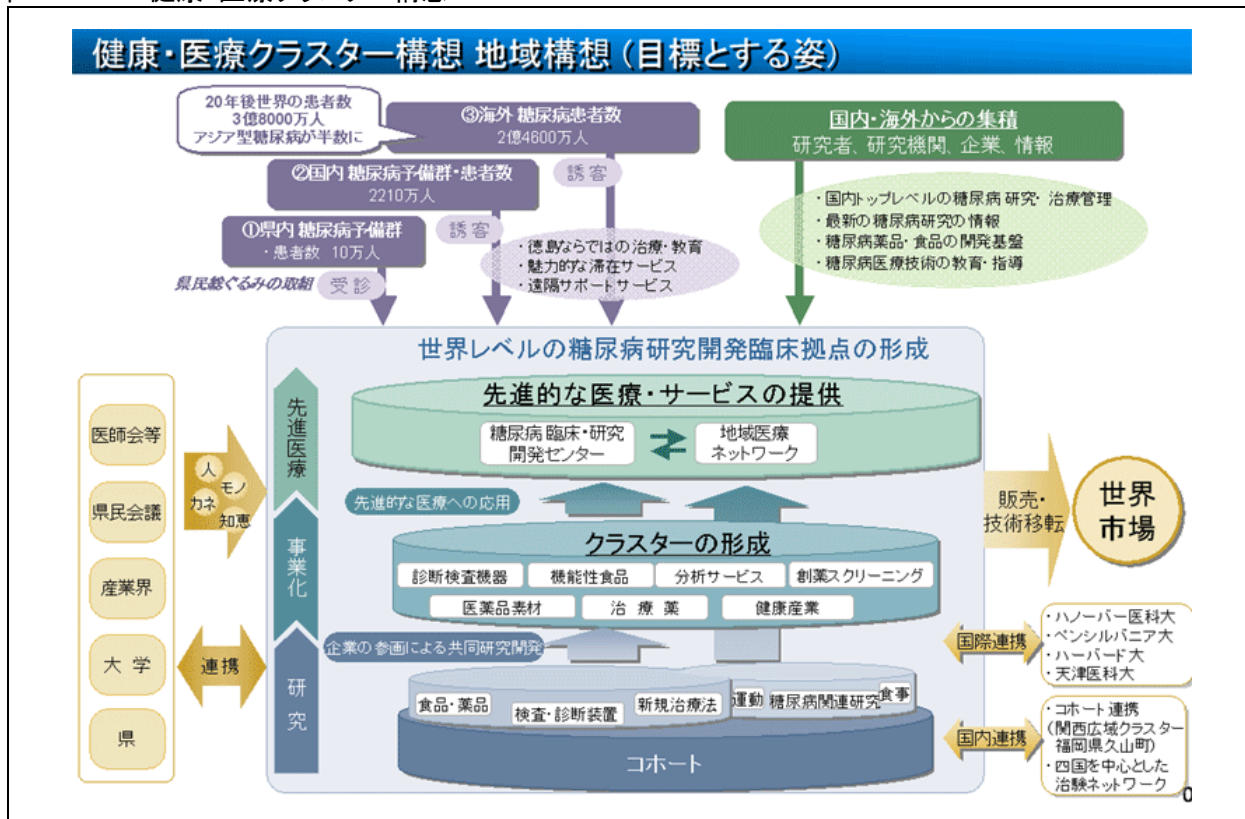 健康・医療クラスター構想 地域構想 (目標とする姿)
20年後世界の患者数
3億8000万人
アジア型糖尿病が半数に
③海外 糖尿病患者数
2億4600万人
②国内 糖尿病予備群・患者数
2210万人
①県内 糖尿病予備群
・患者数 10万人
県民総ぐるみの取組
受診
誘客
誘客
・徳島ならではの治療・教育
・魅力的な滞在サービス
・遠隔サポートサービス
国内・海外からの集積
研究者、研究機関、企業、情報
・国内トップレベルの糖尿病 研究・ 治療管理
・最新の糖尿病研究の情報
・糖尿病薬品・食品の開発基盤
・糖尿病医療技術の教育・指導
世界レベルの糖尿病研究開発臨床拠点の形成
医師会等
県民会議
産業界
大 学
県
人
モノ
カネ
知恵
連携
先進医療
事業化
研究
先進的な医療・サービスの提供
糖尿病 臨床・研究
開発センター
地域医療
ネットワーク
先進的な医療への応用
クラスターの形成
診断検査機器
機能性食品
分析サービス
創薬スクリーニング
医薬品素材
治 療 薬
健康産業
企業の参画による共同研究開発
食品・薬品
検査・診断装置
新規治療法
運動
糖尿病関連研究
食事
コホート
販売・
技術移転
世界
市場
国際連携
・ハノーバー医科大
・ペンシルバニア大
・ハーバード大
・天津医科大
国内連携
・コホート連携
(関西広域クラスター
福岡県久山町)
・四国を中心とした
治験ネットワーク
0